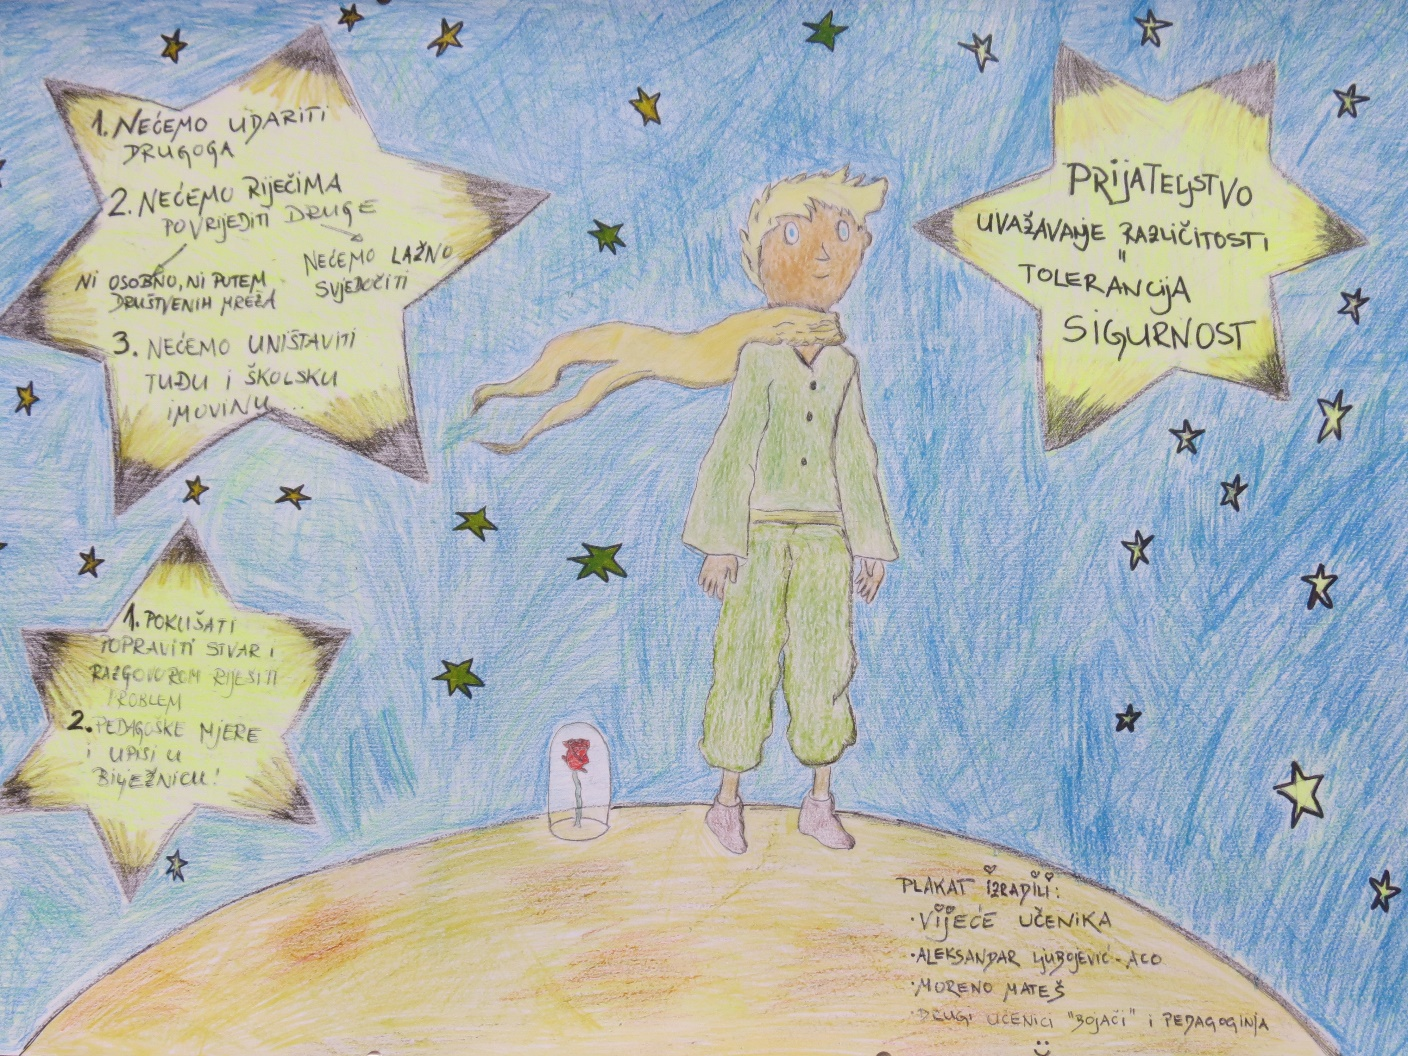 1. NEĆEMO UDARITI
DRUGOGA
2. NEĆEMO RIJEČIMA
POVRIJEDITI DRUGE
NI OSOBNO, NI PUTEM
DRUŠTVENIH MREŽA
NEĆEMO LAŽNO
SVJEDOČITI
3. NEĆEMO UNIŠTAVITI
TUĐU I ŠKOLSKU
IMOVINU...
1. POKUŠATI
POPRAVITI STVAR I
RAZGOVOROM RIJEŠITI
PROBLEM
2. PEDAGOŠKE MJERE
I UPISI U
BILJEŽNICU!
PRIJATELJSTVO
UVAŽAVANJE RAZLIČITOSTI
"
TOLERANCIJA
SIGURNOST
PLAKAT IZRADILI:
·VIJEĆE UČENIKA
·ALEKSANDAR LJUBOJEVIĆ-ACO
·MORENO MATEŠ
·DRUGI UČENICI "BOJAČI" I PEDAGOGINJA